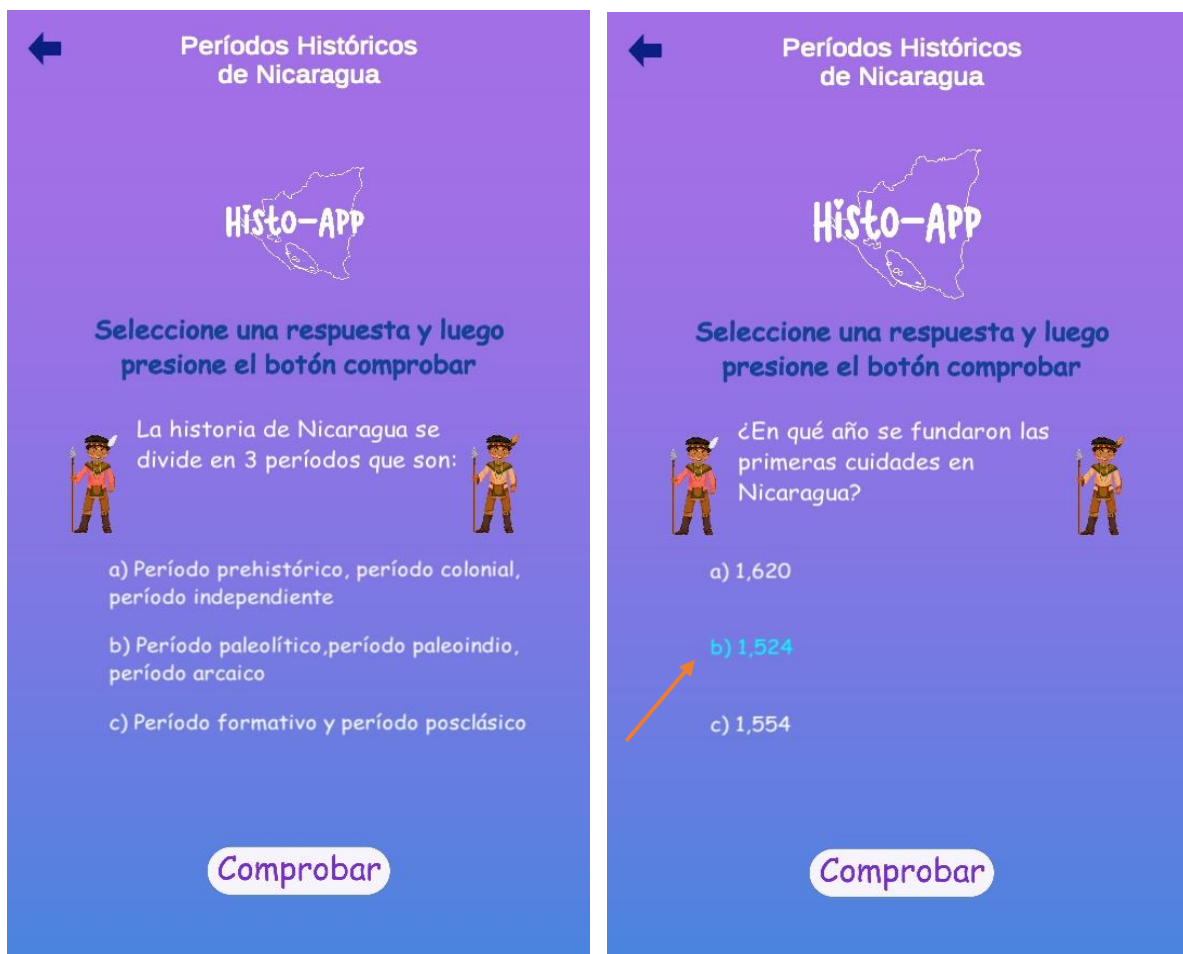 Períodos Históricos
de Nicaragua
Histo-APP
Seleccione una respuesta y luego
presione el botón comprobar
La historia de Nicaragua se
divide en 3 períodos que son:
a) Período prehistórico, período colonial,
período independiente
b) Período paleolítico,período paleoindio,
período arcaico
c) Período formativo y período posclásico
Comprobar
Períodos Históricos
de Nicaragua
Histo-APP
Seleccione una respuesta y luego
presione el botón comprobar
¿En qué año se fundaron las
primeras cuidades en
Nicaragua?
a) 1,620
b) 1,524
c) 1,554
Comprobar